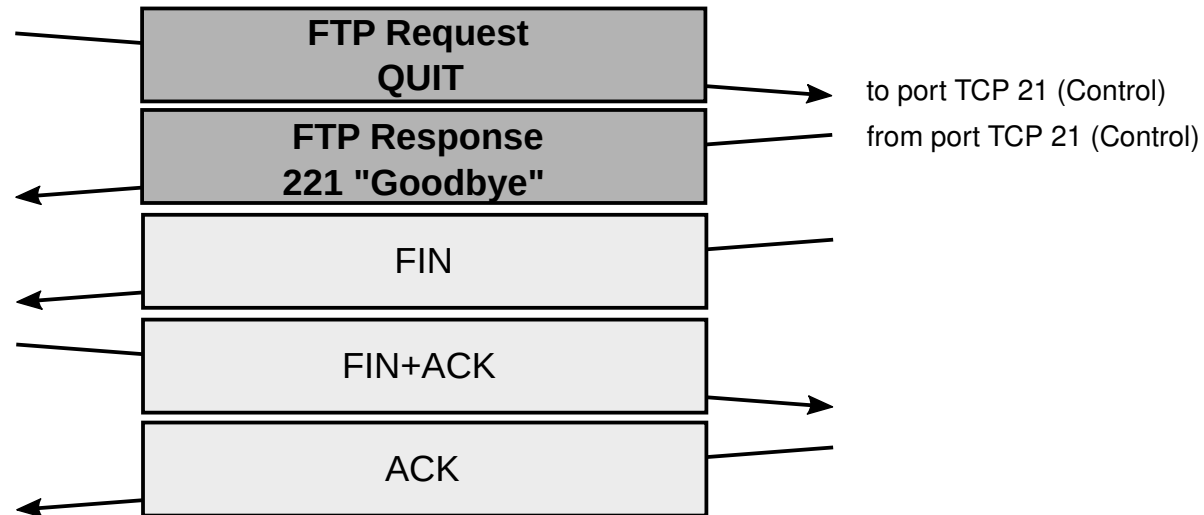 FTP Request
QUIT
to port TCP 21 (Control)
FTP Response
from port TCP 21 (Control)
221 "Goodbye"
FIN
FIN+ACK
ACK